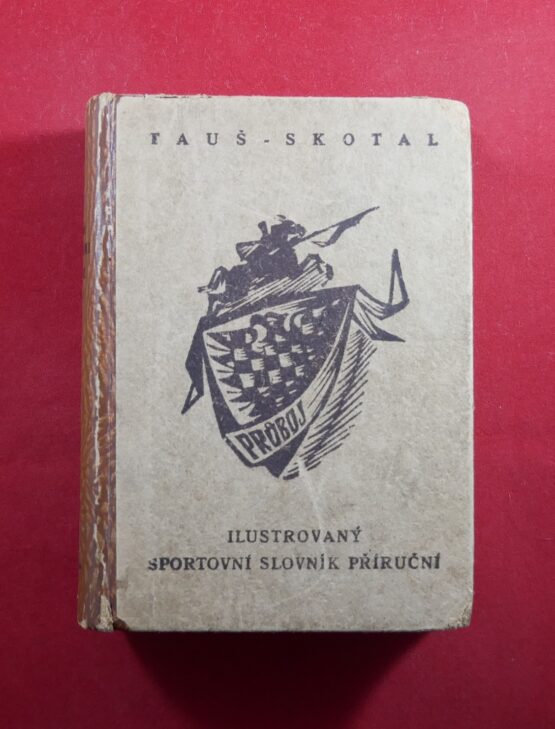 FAUŠ - SKOTAL
PRŮBOJ
ILUSTROVANÝ
SPORTOVNÍ SLOVNÍK PŘÍRUČNÍ